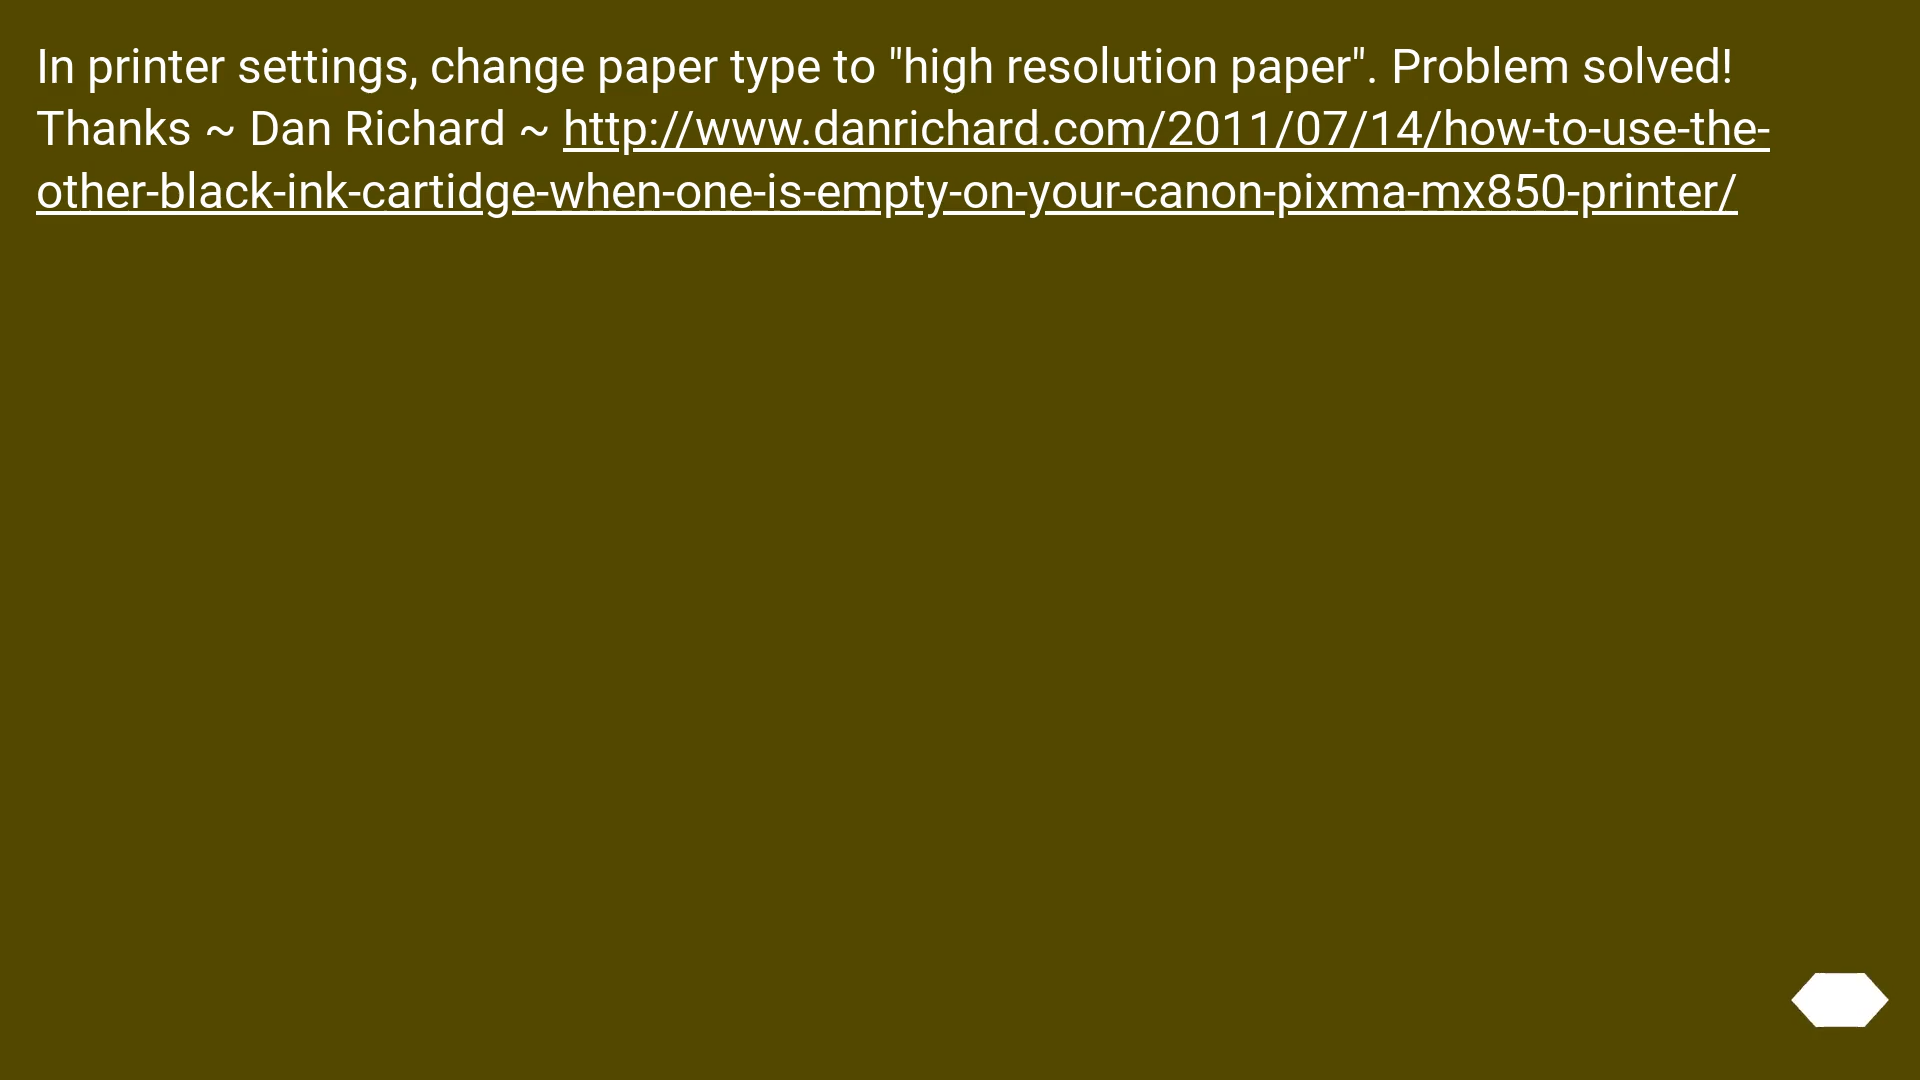 In printer settings, change paper type to "high resolution paper". Problem solved!
Thanks ~ Dan Richard ~ http://www.danrichard.com/2011/07/14/how-to-use-the-
other-black-ink-cartidge-when-one-is-empty-on-your-canon-pixma-mx850-printer/